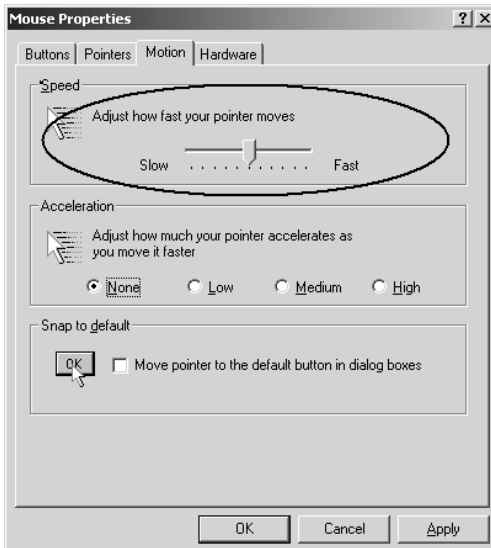 Mouse Properties
Buttons Pointers Motion Hardware
Speed
Adjust how fast your pointer moves
Slow Fast
Acceleration
Adjust how much your pointer accelerates as
you move it faster
None Low Medium High
Snap to default
OK Move pointer to the default button in dialog boxes
OK Cancel Apply